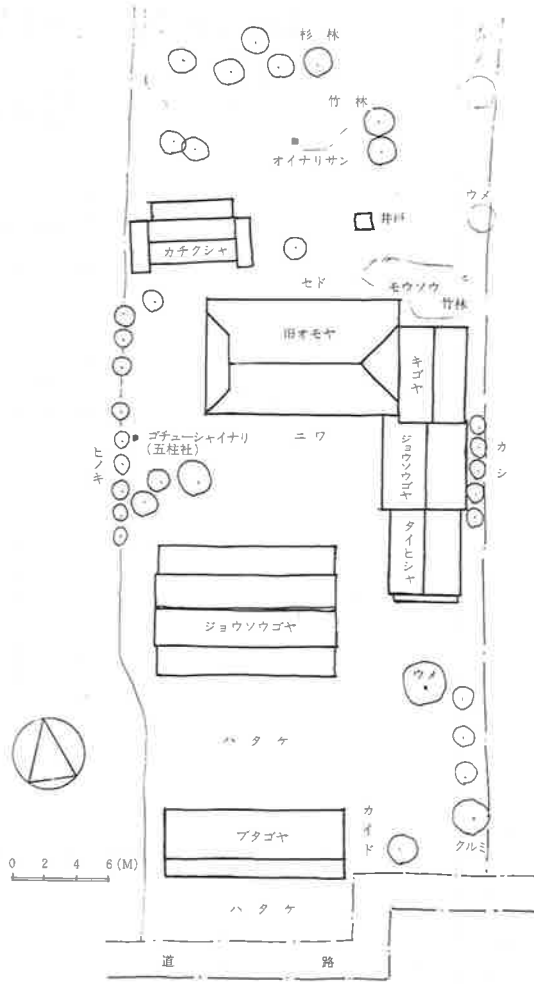 杉林
竹林
オイナリサン
ウメ
井戸
カチクシャ
セド
モウソウ
竹林
旧オモヤ
キゴヤ
ゴチューシャイナリ
(五柱社)
ニワ
ヒノキ
ジョウソウゴヤ
カシ
タイヒシャ
ジョウソウゴヤ
ウメ
ハタケ
カイド
ブタゴヤ
クルミ
0 2 4 6 (M)
ハタケ
道路